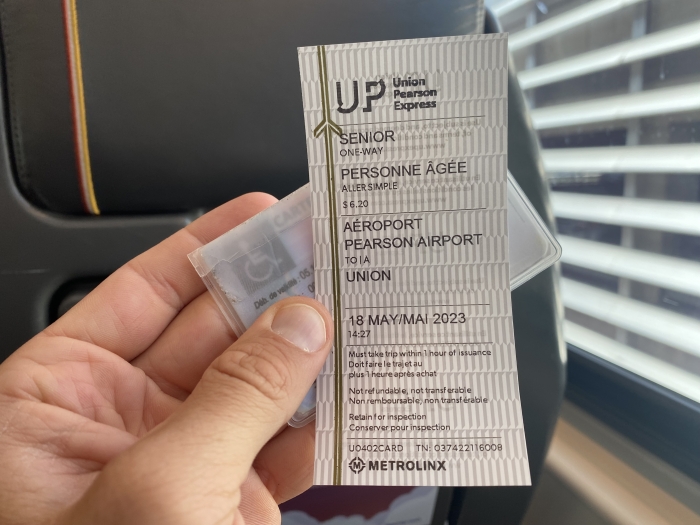 UP Union
Pearson
Express
SENIOR
ONE-WAY
PERSONNE ÂGÉE
ALLER SIMPLE
$6.20
AÉROPORT
PEARSON AIRPORT
TO | A
UNION
18 MAY/MAI 2023
14:27
Must take trip within 1 hour of issuance
Doit faire le trajet au
plus 1 heure après achat
Not refundable, not transferable
Non remboursable, non transférable
Retain for inspection
Conserver pour inspection
U0402CARD TN: 037422116008
METROLINX
Déb. de validité